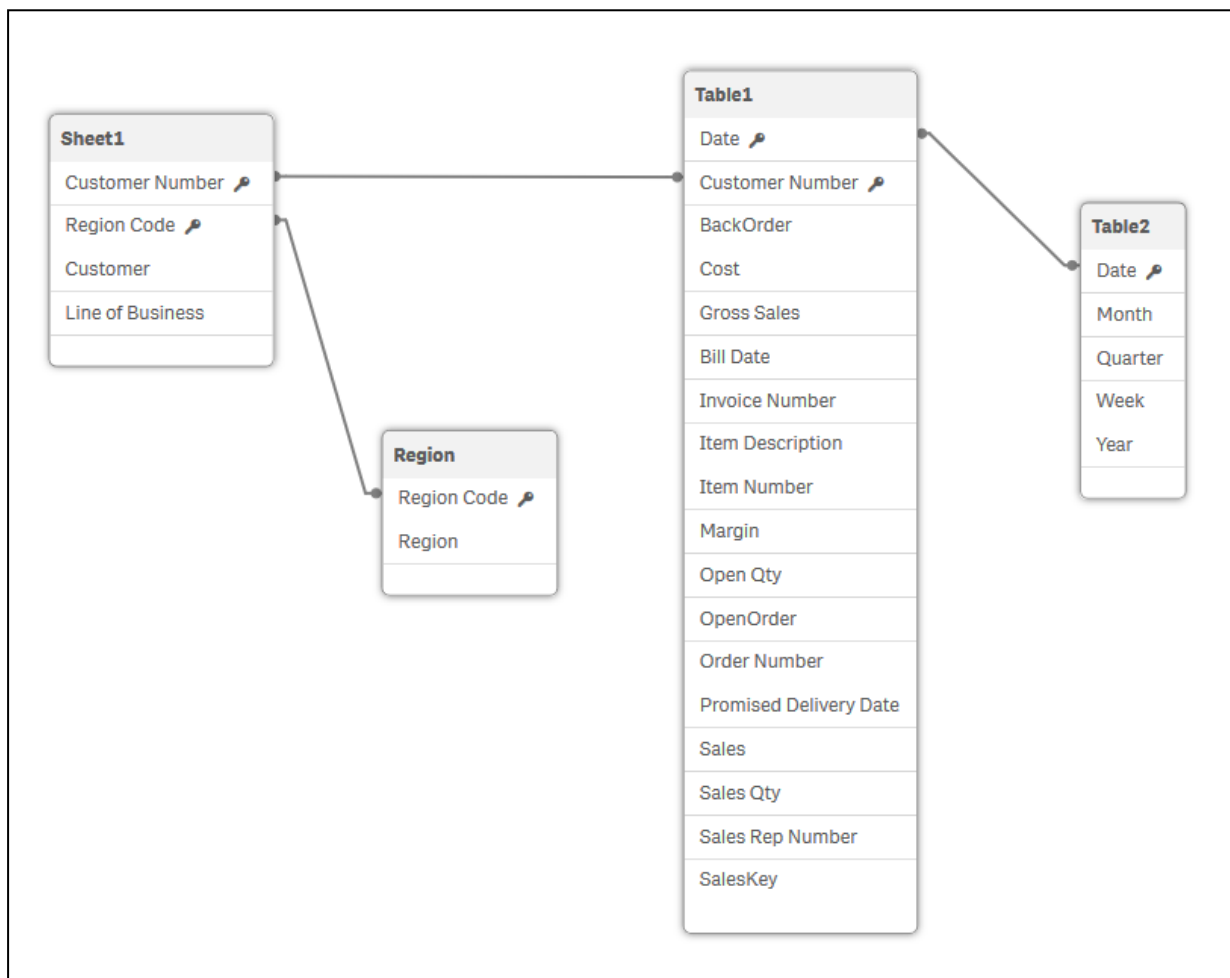 Sheet1
Customer Number
Region Code
Customer
Line of Business
Region
Region Code
Region
Table1
Date
Customer Number
BackOrder
Cost
Gross Sales
Bill Date
Invoice Number
Item Description
Item Number
Margin
Open Qty
OpenOrder
Order Number
Promised Delivery Date
Sales
Sales Qty
Sales Rep Number
SalesKey
Table2
Date
Month
Quarter
Week
Year